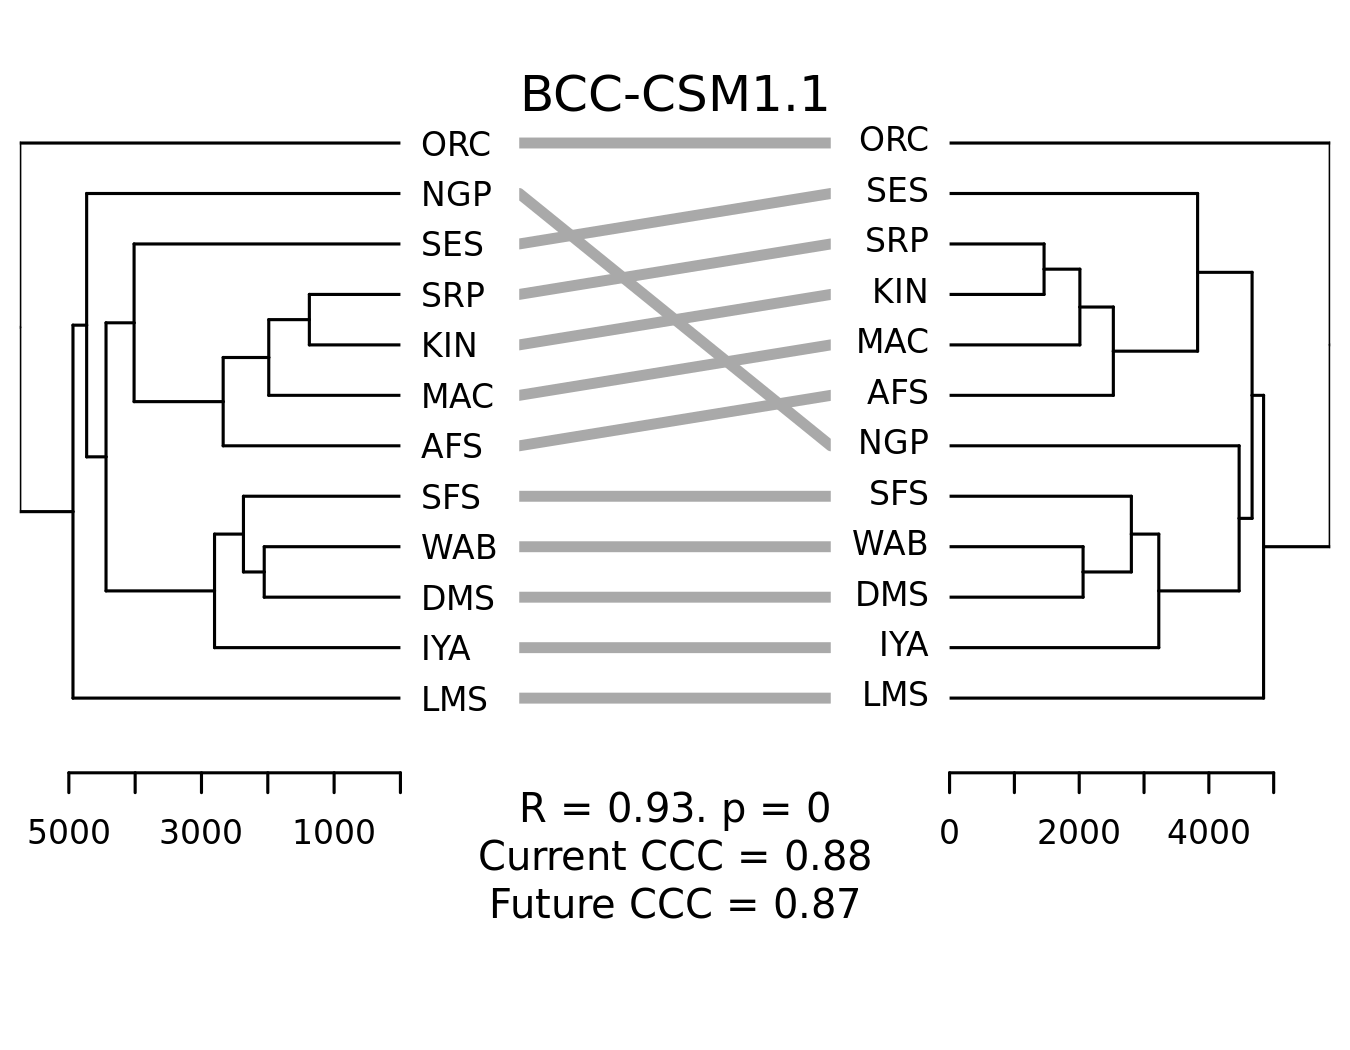 BCC-CSM1.1
ORC ORC
NGP SES
SES SRP
SRP KIN
KIN MAC
MAC AFS
AFS NGP
SFS SFS
WAB WAB
DMS DMS
IYA IYA
LMS LMS
5000 3000 1000 0 2000 4000
R = 0.93. p = 0
Current CCC = 0.88
Future CCC = 0.87